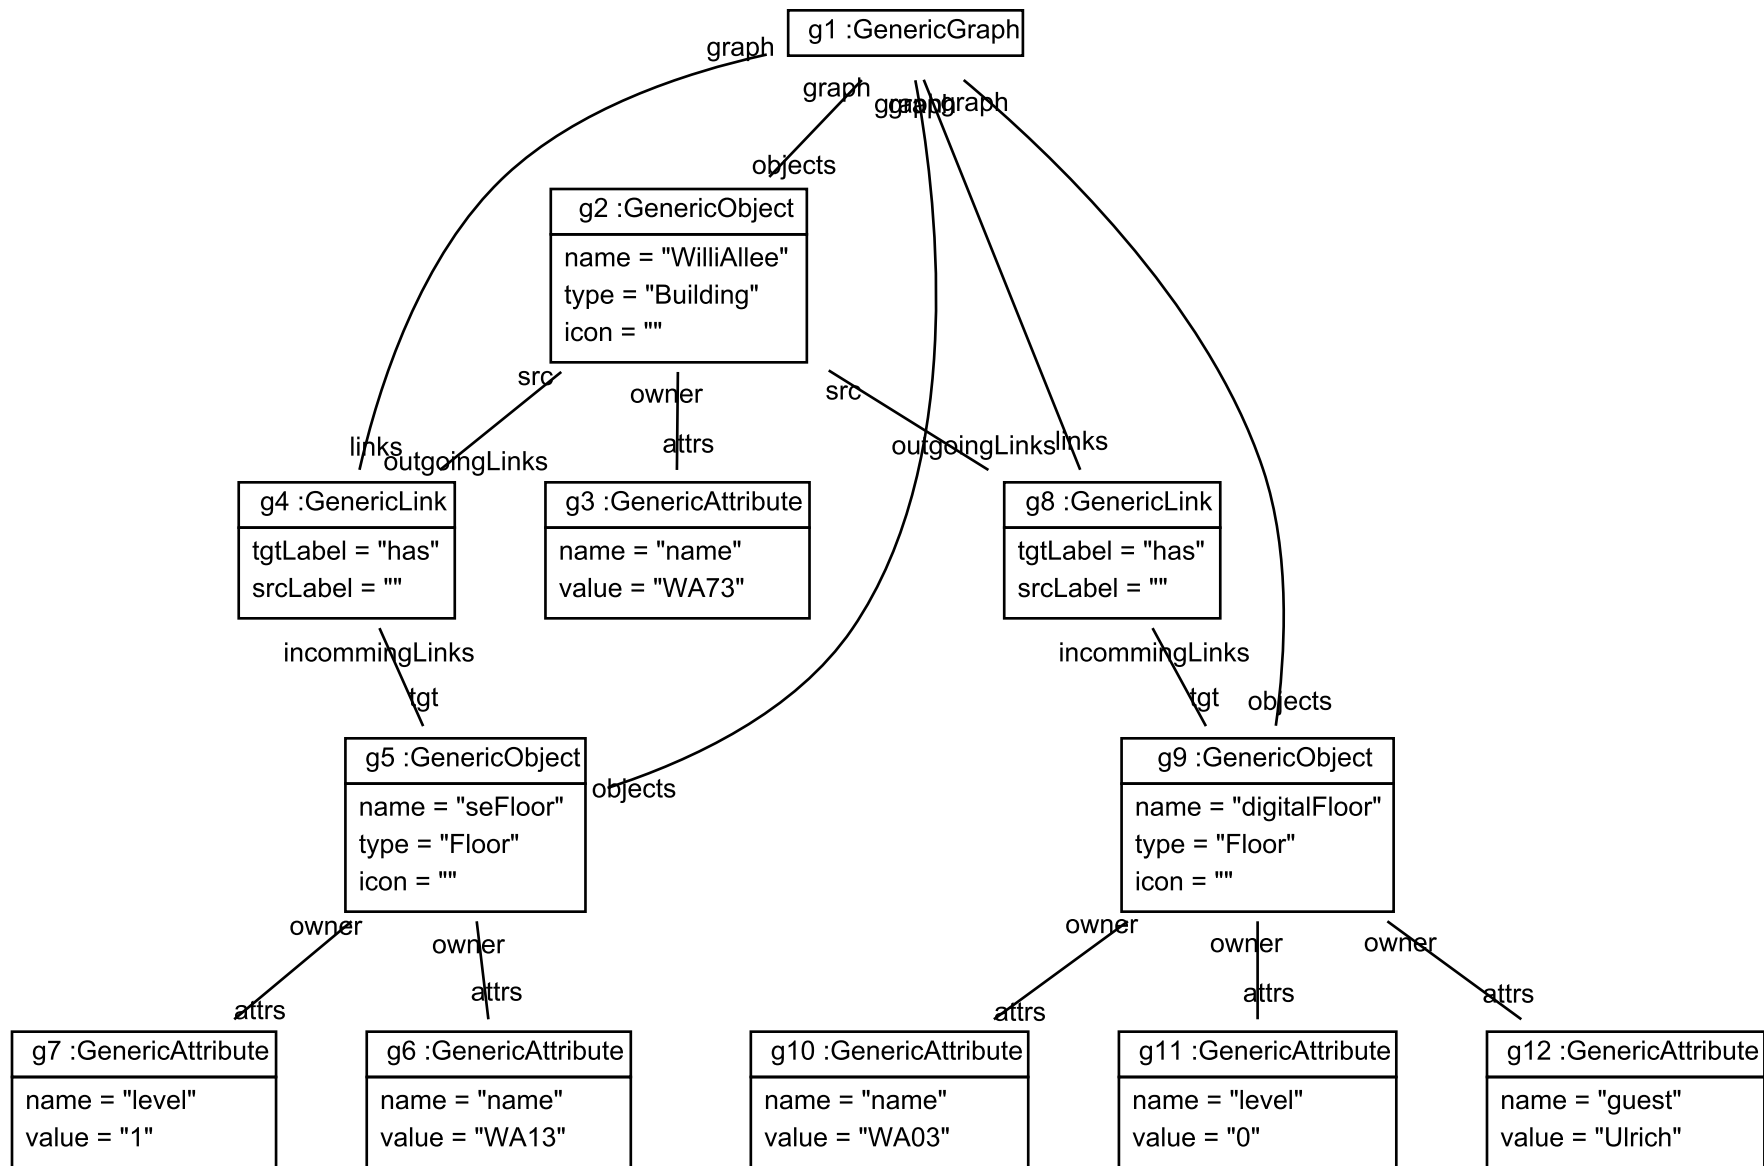 g1 :GenericGraph
graph
graph
graph
graph
graph
objects
g2 :GenericObject
name = "WilliAllee"
type = "Building"
icon = ""
src
owner
src
links
outgoingLinks
attrs
outgoingLinks
links
g4 :GenericLink
tgtLabel = "has"
srcLabel = ""
g3 :GenericAttribute
name = "name"
value = "WA73"
g8 :GenericLink
tgtLabel = "has"
srcLabel = ""
incommingLinks
tgt
incommingLinks
tgt
objects
g5 :GenericObject
name = "seFloor"
type = "Floor"
icon = ""
objects
g9 :GenericObject
name = "digitalFloor"
type = "Floor"
icon = ""
owner
owner
owner
owner
owner
attrs
attrs
attrs
attrs
attrs
g7 :GenericAttribute
name = "level"
value = "1"
g6 :GenericAttribute
name = "name"
value = "WA13"
g10 :GenericAttribute
name = "name"
value = "WA03"
g11 :GenericAttribute
name = "level"
value = "0"
g12 :GenericAttribute
name = "guest"
value = "Ulrich"